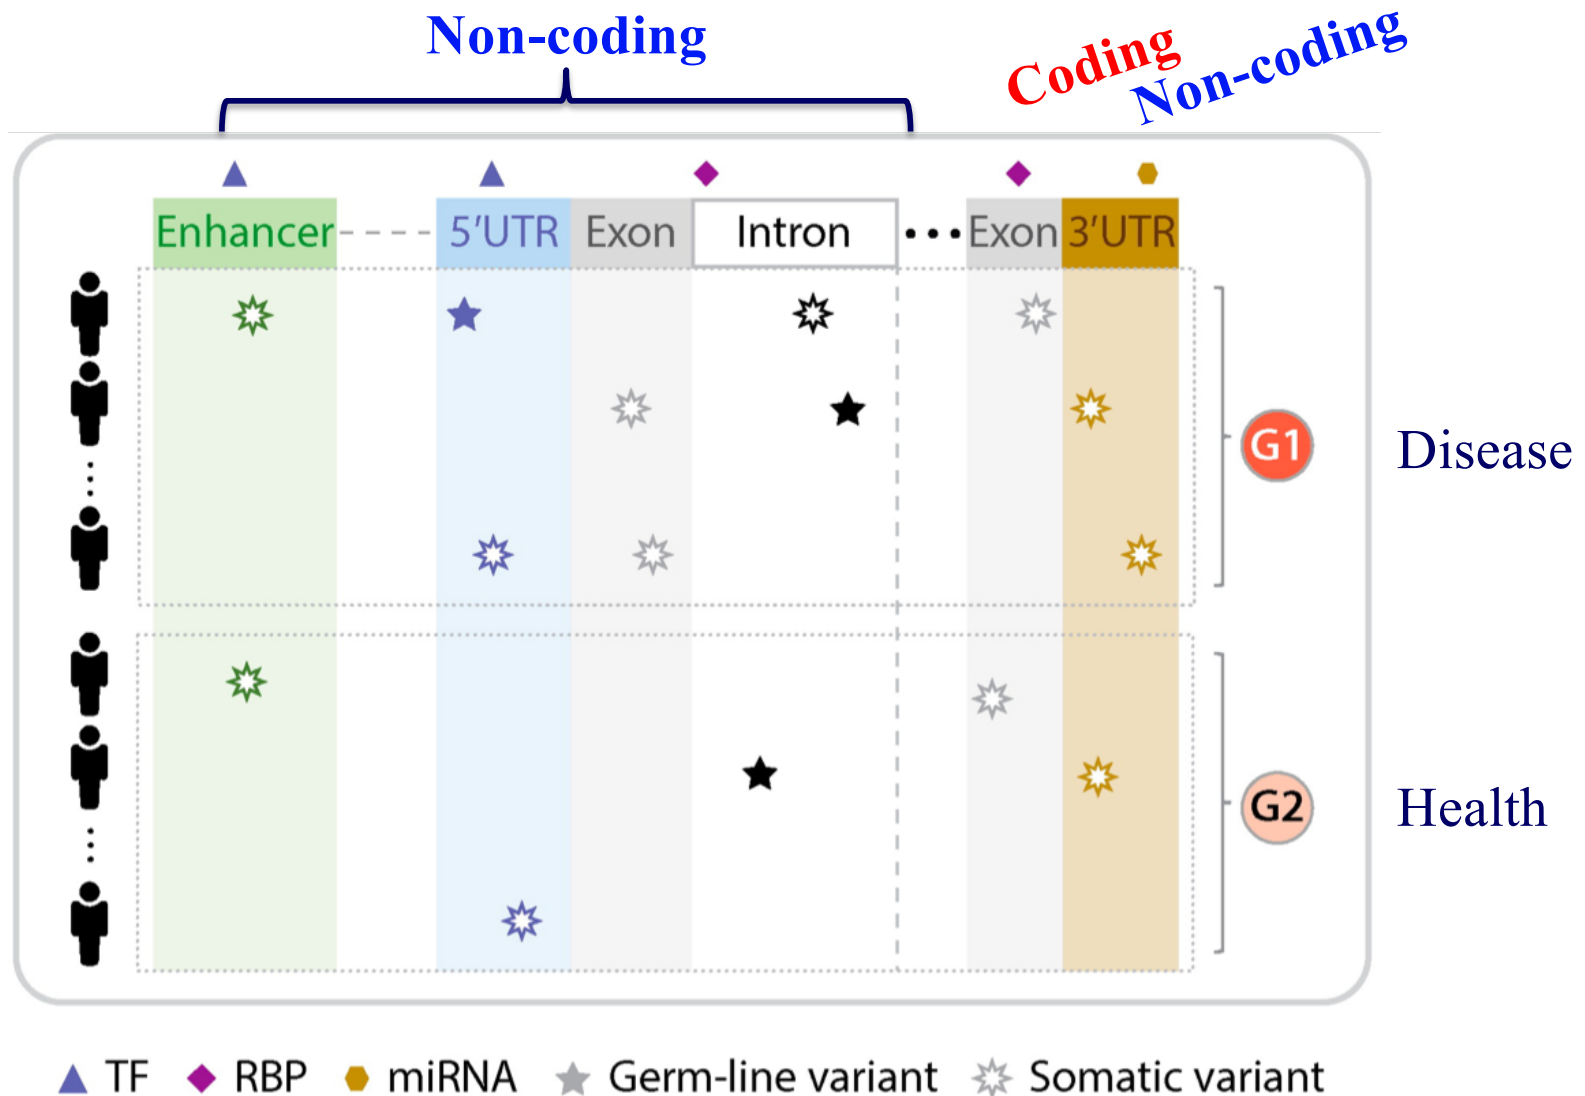 Non-coding
Coding
Non-coding
Enhancer 5'UTR Exon Intron ••• Exon 3'UTR
G1 Disease
G2 Health
TF RBP miRNA Germ-line variant Somatic variant